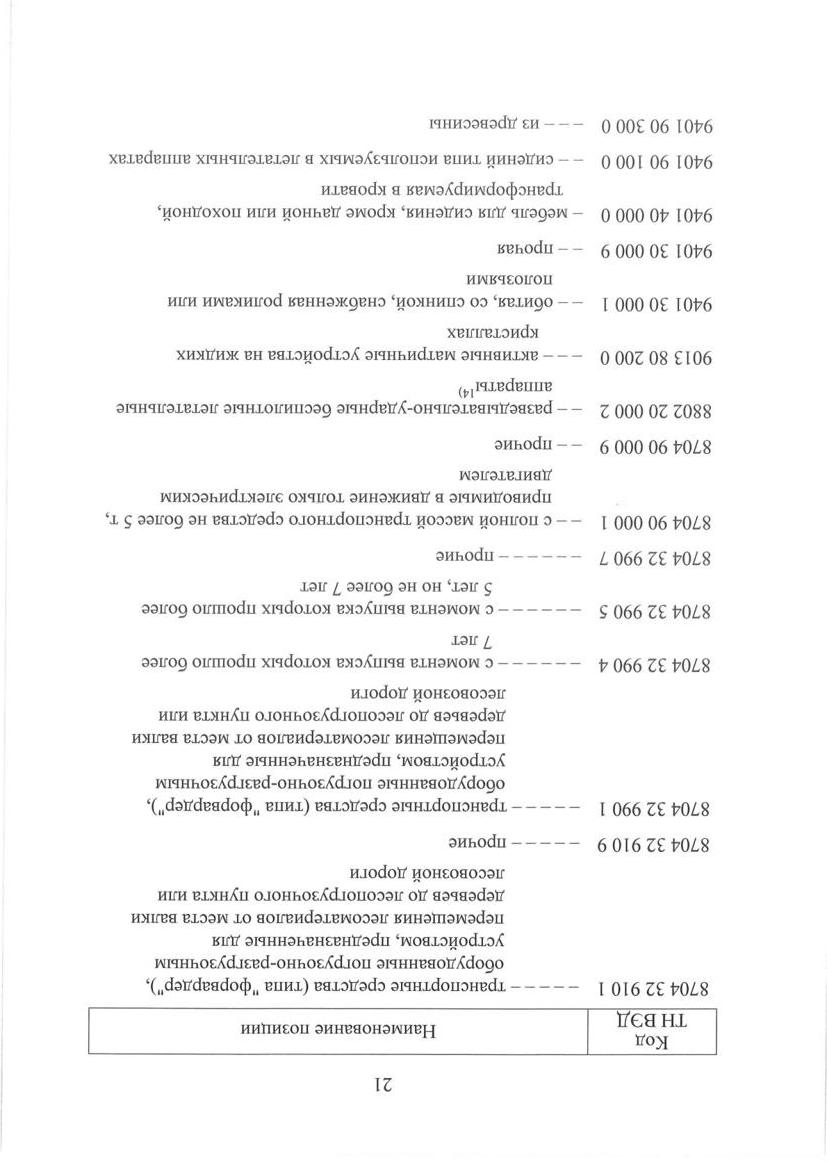 21
Код
ТН ВЭД
Наименование позиции
8704 32 910 1 – – – – – транспортные средства (типа "форвардер"),
оборудованные погрузочно-разгрузочным
устройством, предназначенные для
перемещения лесоматериалов от места валки
деревьев до лесопогрузочного пункта или
лесовозной дороги
8704 32 910 9 – – – – – прочие
8704 32 990 1 – – – – – – транспортные средства (типа "форвардер"),
оборудованные погрузочно-разгрузочным
устройством, предназначенные для
перемещения лесоматериалов от места валки
деревьев до лесопогрузочного пункта или
лесовозной дороги
8704 32 990 4 – – – – – – с момента выпуска которых прошло более
7 лет
8704 32 990 5 – – – – – – с момента выпуска которых прошло более
5 лет, но не более 7 лет
8704 32 990 7 – – – – – – прочие
8704 90 000 1 – – с полной массой транспортного средства не более 5 т,
приводимые в движение только электрическим
двигателем
8704 90 000 9 – – прочие
8802 20 000 2 – – разведывательно-ударные беспилотные летательные
аппараты14)
9013 80 200 0 – – – активные матричные устройства на жидких
кристаллах
9401 30 000 1 – – обитая, со спинкой, снабженная роликами или
полозьями
9401 30 000 9 – – прочая
9401 40 000 0 – мебель для сидения, кроме дачной или походной,
трансформируемая в кровати
9401 90 100 0 – – сидений типа используемых в летательных аппаратах
9401 90 300 0 – – – из древесины